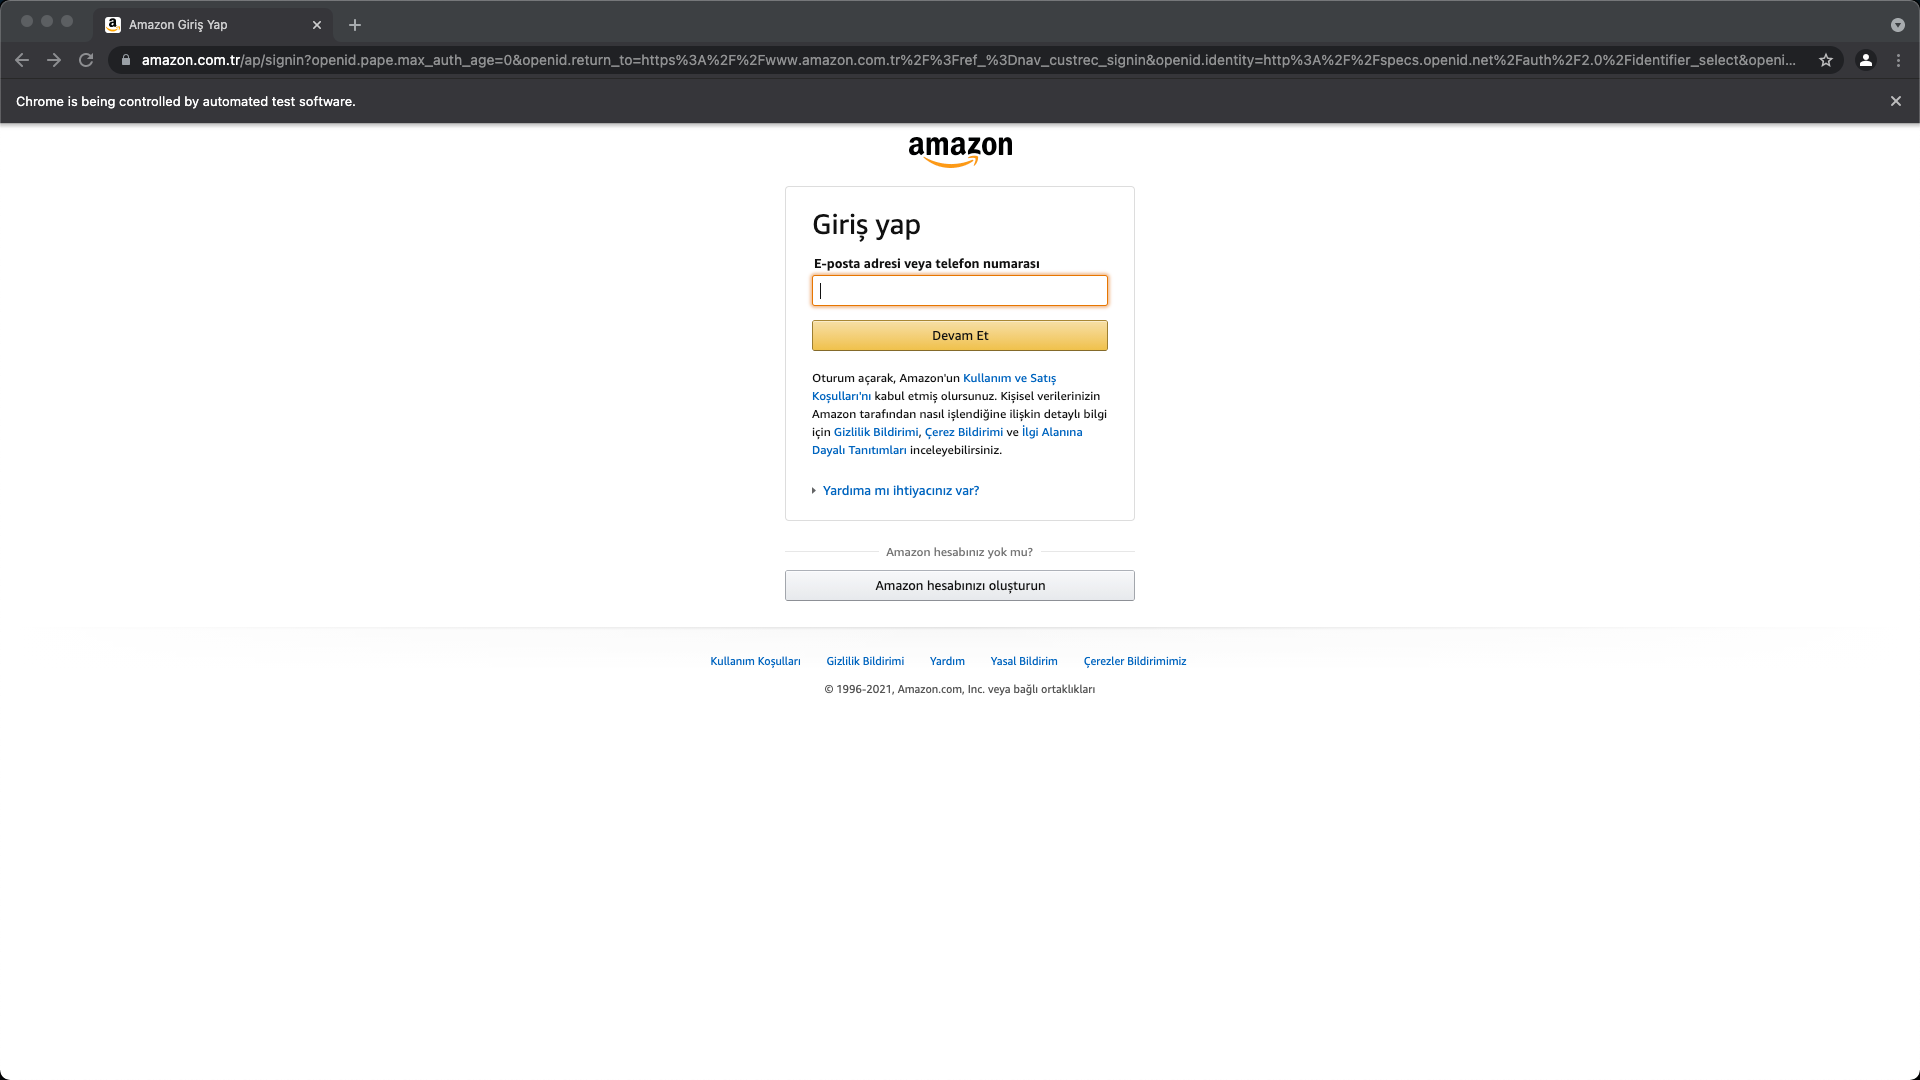 Amazon Giriş Yap
amazon.com.tr/ap/signin?openid.pape.max_auth_age=0&openid.return_to=https%3A%2F%2Fwww.amazon.com.tr%2F%3Fref_%3Dnav_custrec_signin&openid.identity=http%3A%2F%2Fspecs.openid.net%2Fauth%2F2.0%2Fidentifier_select&openi...
Chrome is being controlled by automated test software.
amazon
Giriş yap
E-posta adresi veya telefon numarası
Devam Et
Oturum açarak, Amazon'un Kullanım ve Satış
Koşulları'nı kabul etmiş olursunuz. Kişisel verilerinizin
Amazon tarafından nasıl işlendiğine ilişkin detaylı bilgi
için Gizlilik Bildirimi, Çerez Bildirimi ve İlgi Alanına
Dayalı Tanıtımları inceleyebilirsiniz.
Yardıma mı ihtiyacınız var?
Amazon hesabınız yok mu?
Amazon hesabınızı oluşturun
Kullanım Koşulları Gizlilik Bildirimi Yardım Yasal Bildirim Çerezler Bildirimimiz
© 1996-2021, Amazon.com, Inc. veya bağlı ortaklıkları